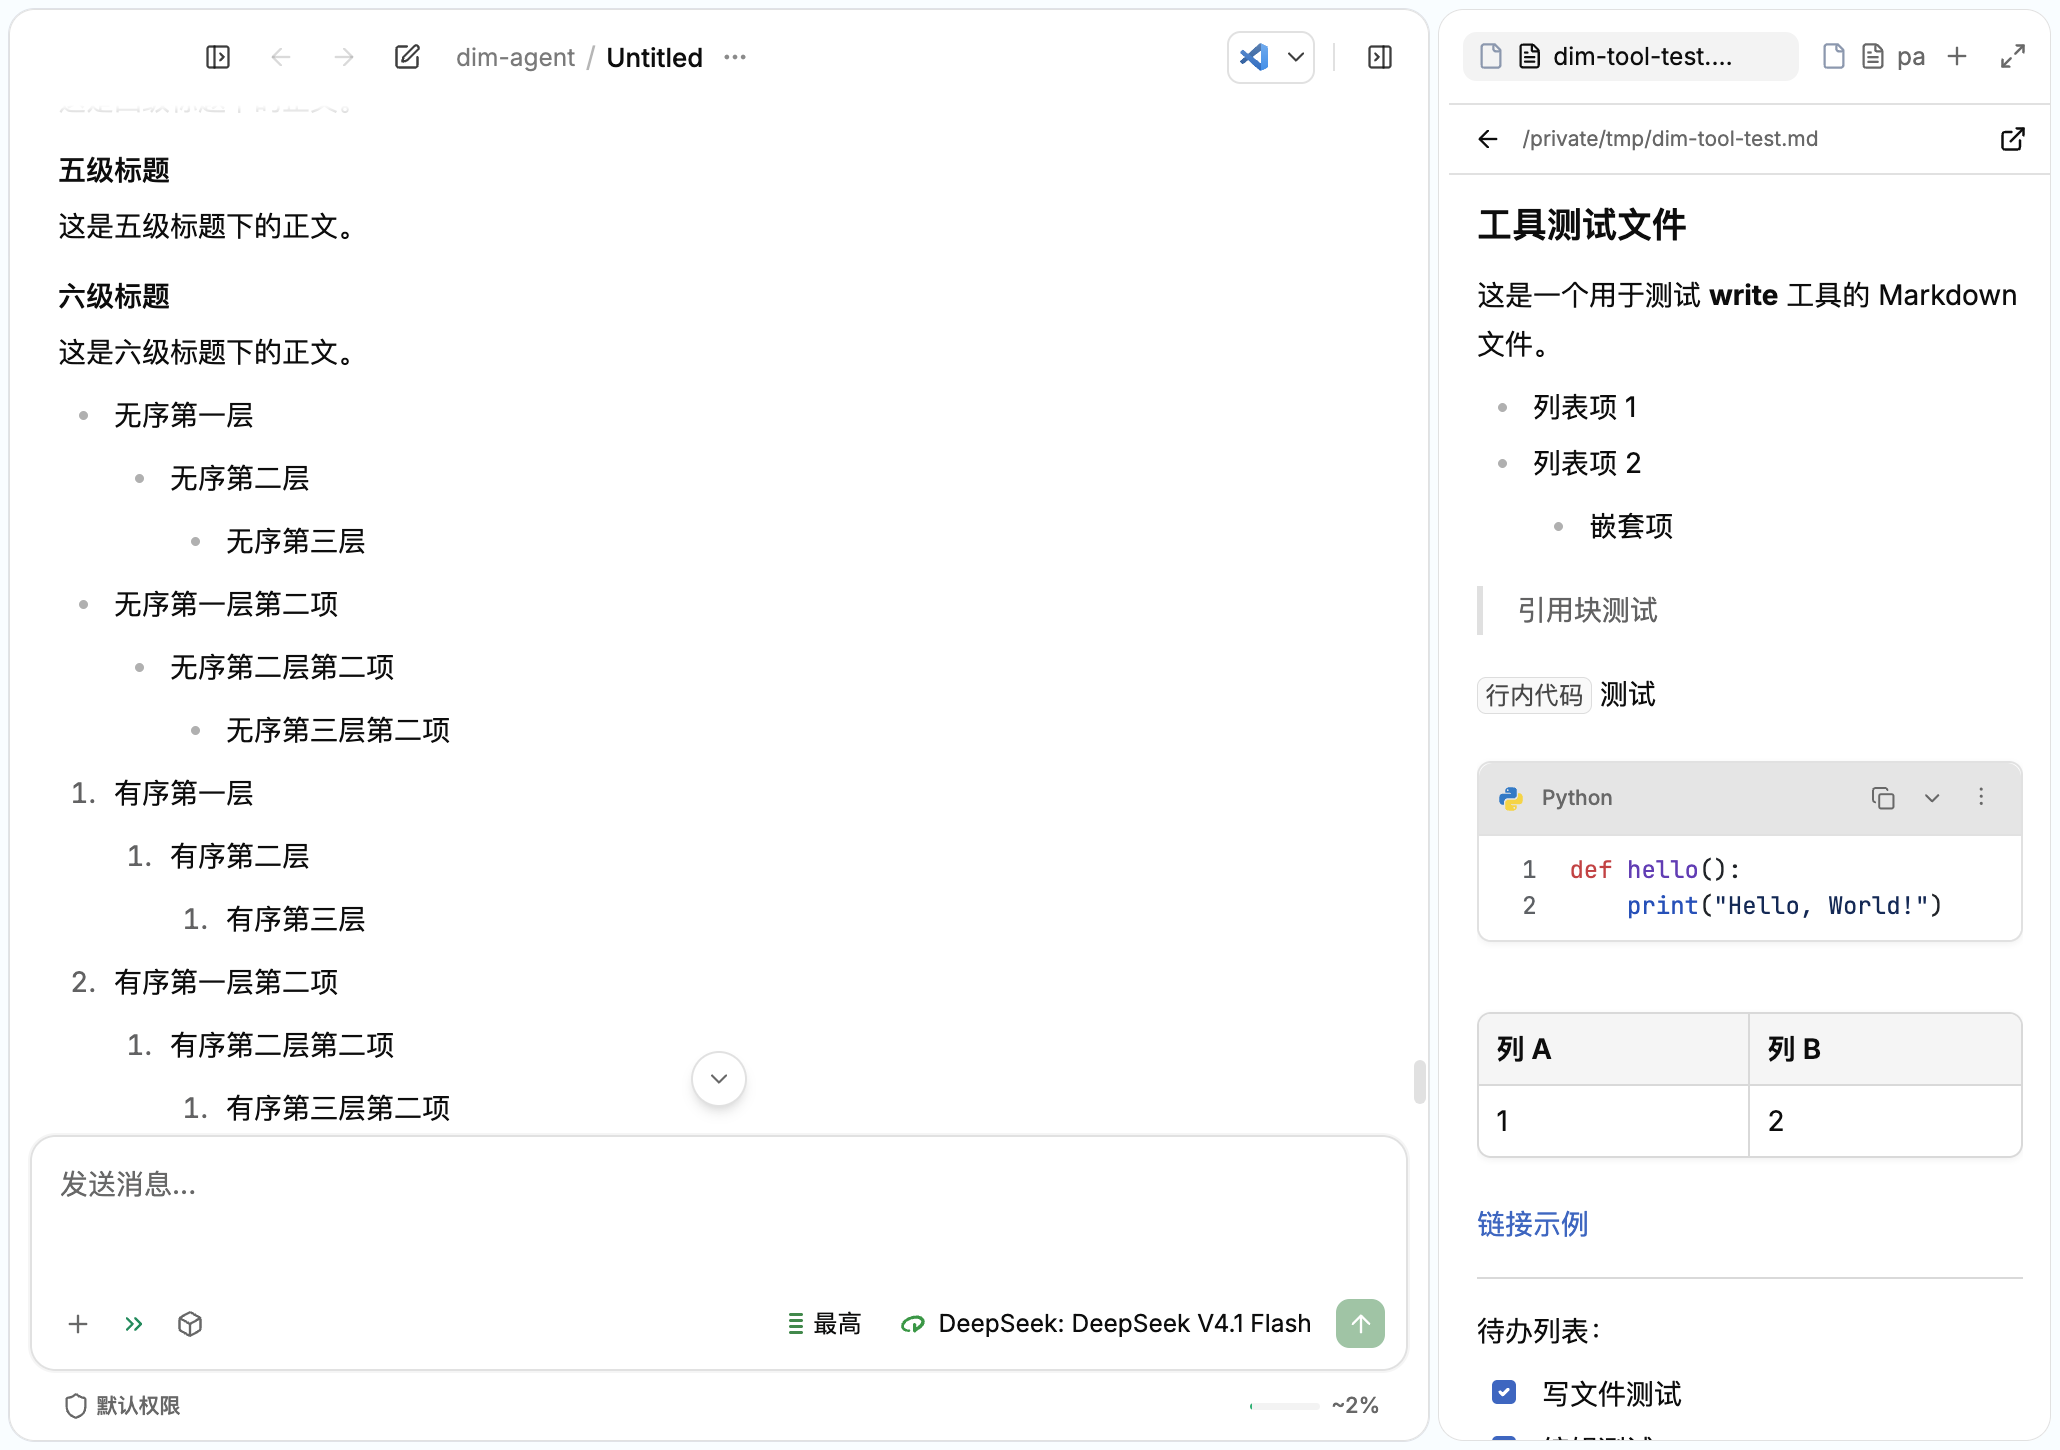 dim-agent / Untitled ...
五级标题
这是五级标题下的正文。
六级标题
这是六级标题下的正文。
无序第一层
无序第二层
无序第三层
无序第一层第二项
无序第二层第二项
无序第三层第二项
1. 有序第一层
1. 有序第二层
1. 有序第三层
2. 有序第一层第二项
1. 有序第二层第二项
1. 有序第三层第二项
发送消息...
最高 DeepSeek: DeepSeek V4.1 Flash
默认权限 ~2%
dim-tool-test.... pa
/private/tmp/dim-tool-test.md
工具测试文件
这是一个用于测试 write 工具的 Markdown
文件。
列表项 1
列表项 2
嵌套项
引用块测试
行内代码 测试
Python
1 def hello():
2 print("Hello, World!")
列 A 列 B
1 2
链接示例
待办列表：
写文件测试